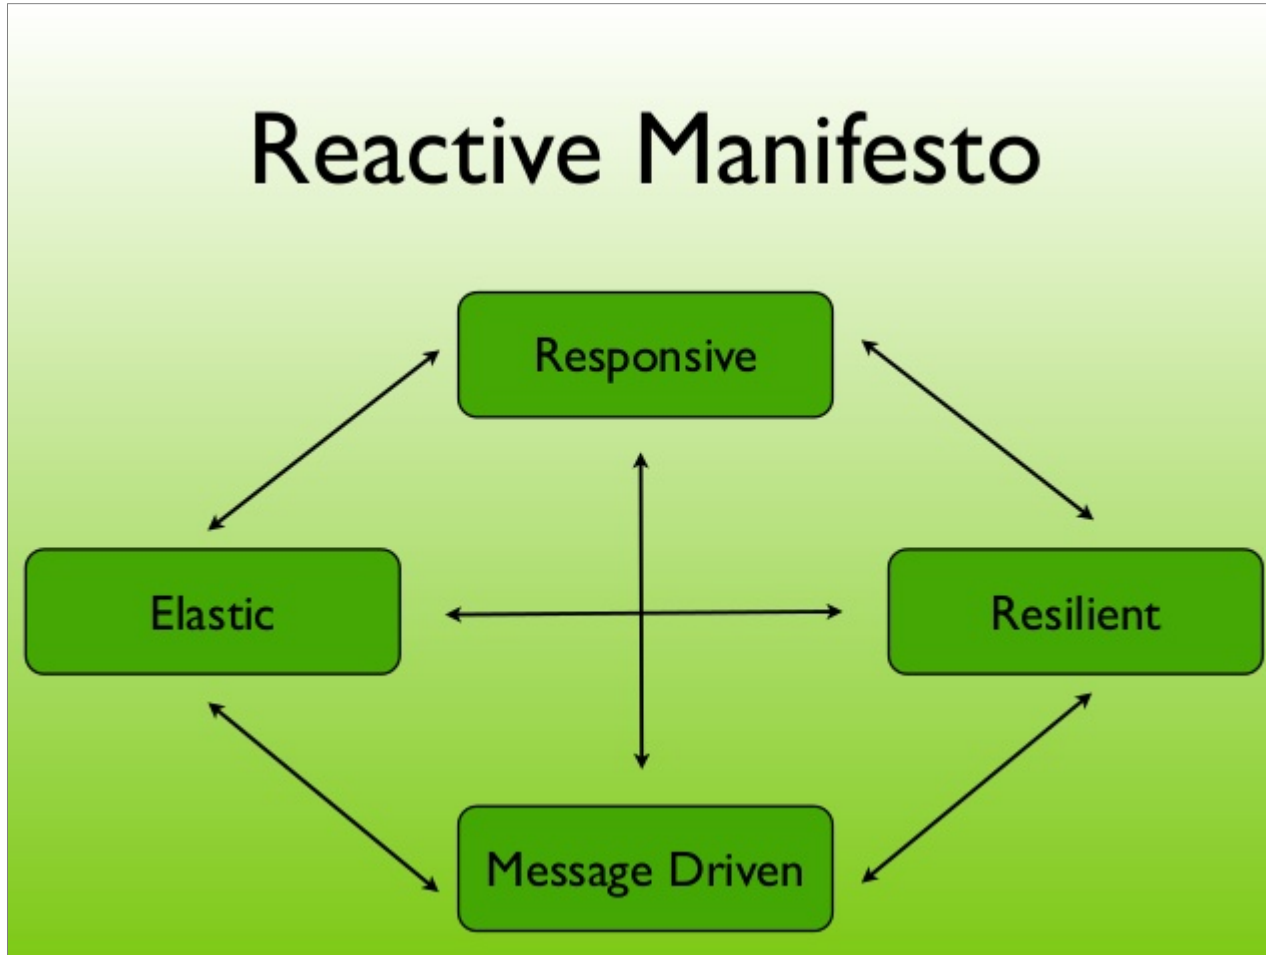 Reactive Manifesto
Responsive
Elastic
Resilient
Message Driven